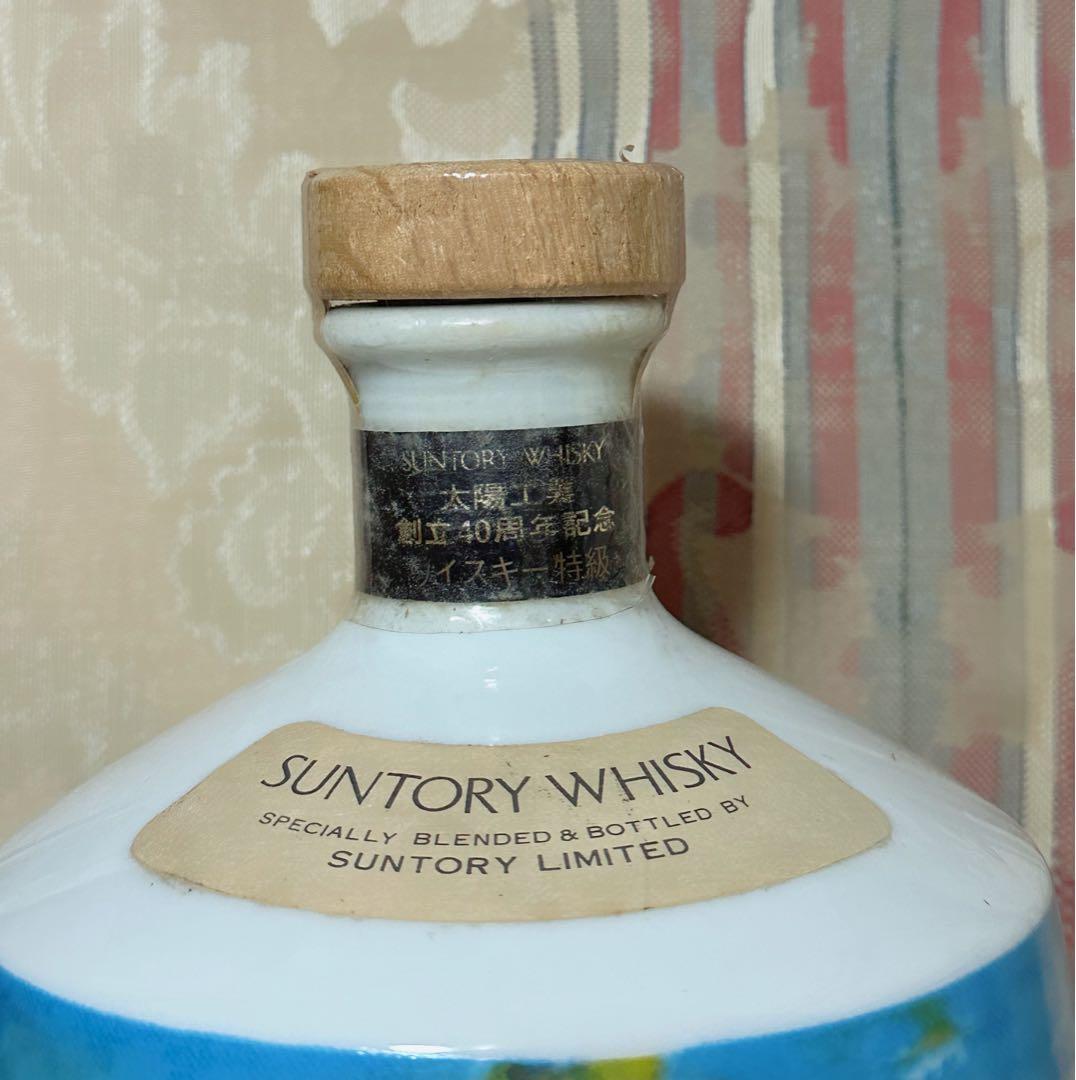 SUNTORY WHISKY
太陽工業
創立40周年記念
ウイスキー特級
SUNTORY WHISKY
SPECIALLY BLENDED & BOTTLED BY
SUNTORY LIMITED